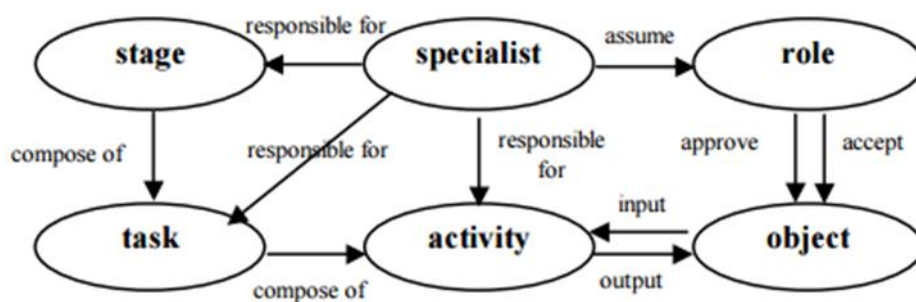 responsible for
assume
stage
specialist
role
compose of
responsible for
responsible
for
approve
accept
input
task
activity
object
compose of
output